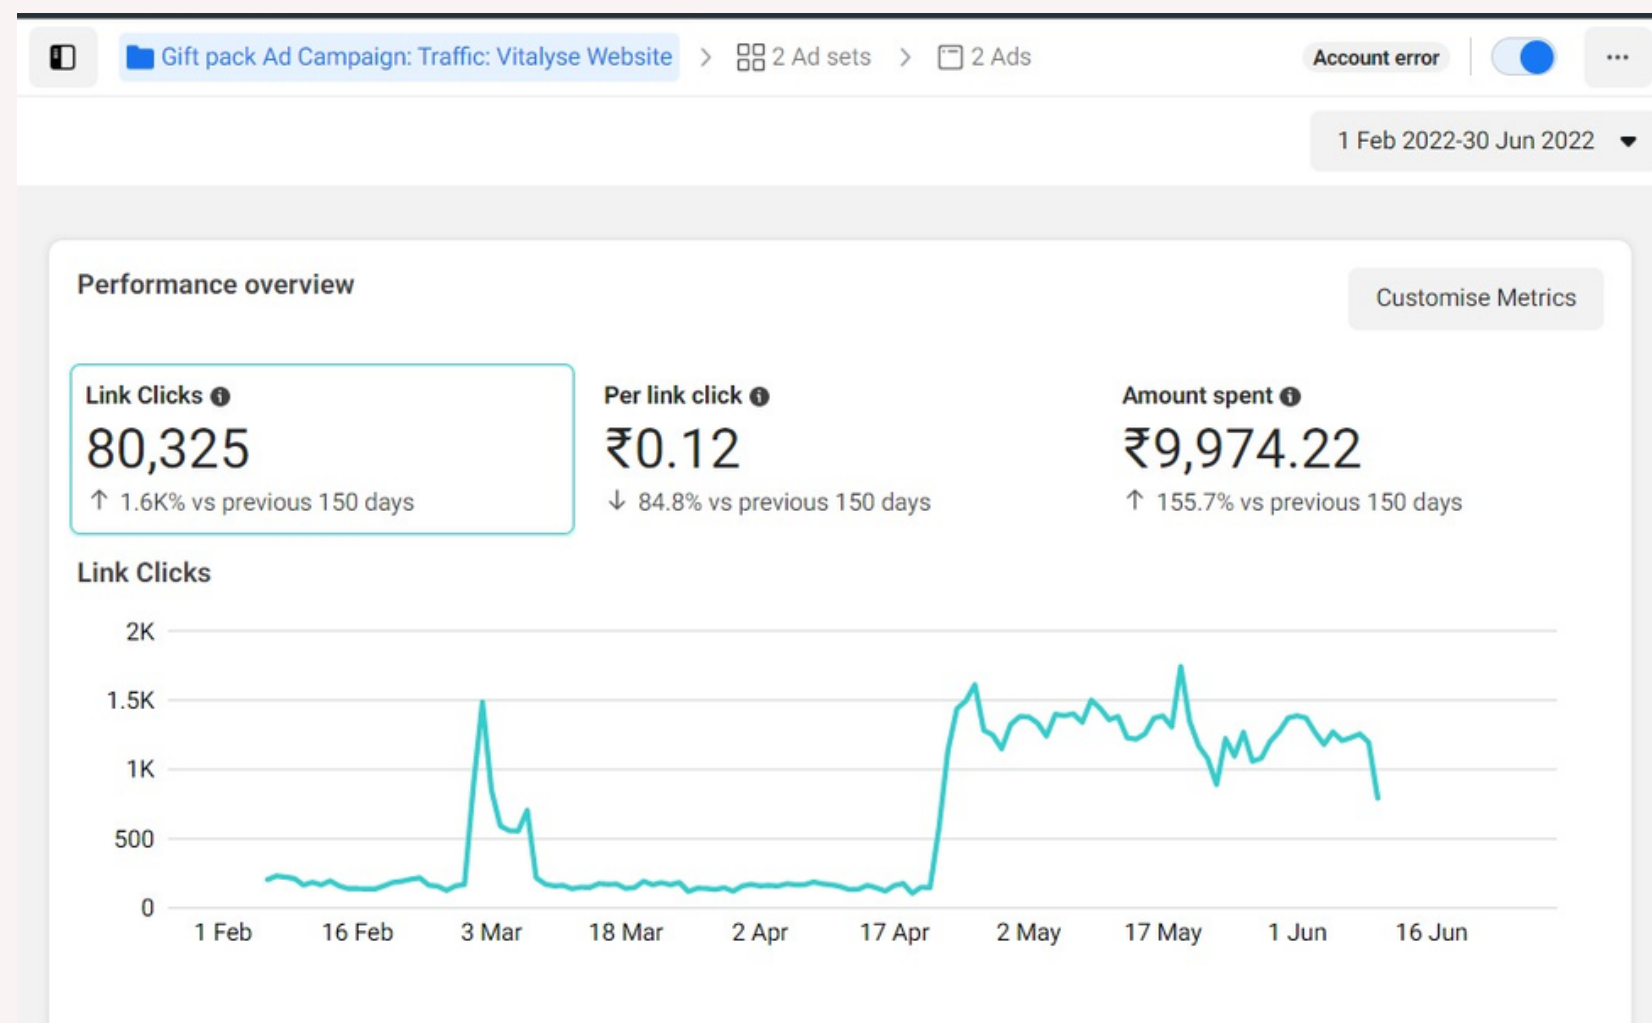 Gift pack Ad Campaign: Traffic: Vitalyse Website > 2 Ad sets > 2 Ads
Account error
1 Feb 2022-30 Jun 2022
Performance overview
Customise Metrics
Link Clicks
80,325
↑ 1.6K% vs previous 150 days
Per link click
₹0.12
↓ 84.8% vs previous 150 days
Amount spent
₹9,974.22
↑ 155.7% vs previous 150 days
Link Clicks
2K
1.5K
1K
500
0
1 Feb 16 Feb 3 Mar 18 Mar 2 Apr 17 Apr 2 May 17 May 1 Jun 16 Jun